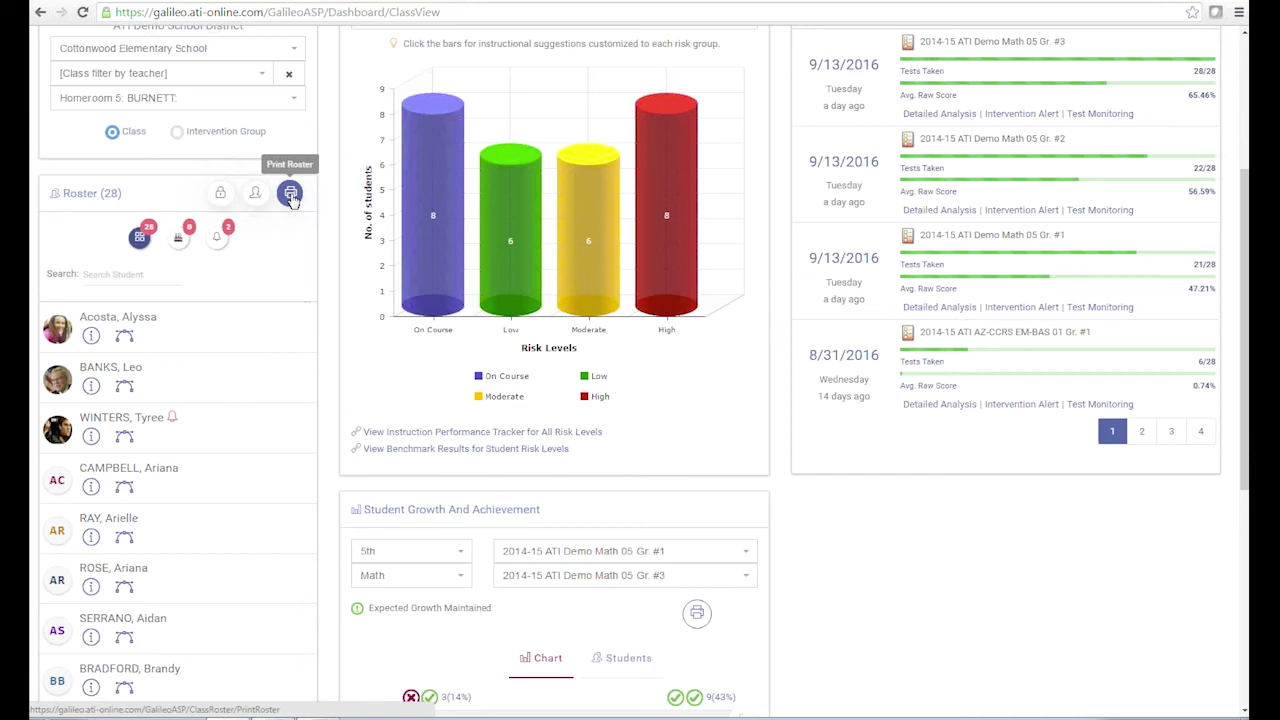 https://galileo.ati-online.com/GalileoASP/Dashboard/ClassView
ATI Demo School District
Cottonwood Elementary School
[Class filter by teacher]
Homeroom 5: BURNETT:
Class
Intervention Group
Print Roster
Roster (28)
28
0
2
Search: Search Student
Acosta, Alyssa
BANKS, Leo
WINTERS, Tyree
AC
CAMPBELL, Ariana
AR
RAY, Arielle
AR
ROSE, Ariana
AS
SERRANO, Aidan
BB
BRADFORD, Brandy
https://galileo.ati-online.com/GalileoASP/ClassRoster/PrintRoster
Click the bars for instructional suggestions customized to each risk group.
No. of students
9
8
7
6
5
4
3
2
1
0
8
6
6
8
On Course
Low
Moderate
High
Risk Levels
On Course
Low
Moderate
High
View Instruction Performance Tracker for All Risk Levels
View Benchmark Results for Student Risk Levels
Student Growth And Achievement
5th
2014-15 ATI Demo Math 05 Gr. #1
Math
2014-15 ATI Demo Math 05 Gr. #3
Expected Growth Maintained
Chart
Students
3(14%)
9(43%)
2014-15 ATI Demo Math 05 Gr. #3
9/13/2016
Tuesday
a day ago
Tests Taken
28/28
Avg. Raw Score
65.46%
Detailed Analysis | Intervention Alert | Test Monitoring
2014-15 ATI Demo Math 05 Gr. #2
9/13/2016
Tuesday
a day ago
Tests Taken
22/28
Avg. Raw Score
56.59%
Detailed Analysis | Intervention Alert | Test Monitoring
2014-15 ATI Demo Math 05 Gr. #1
9/13/2016
Tuesday
a day ago
Tests Taken
21/28
Avg. Raw Score
47.21%
Detailed Analysis | Intervention Alert | Test Monitoring
2014-15 ATI AZ-CCRS EM-BAS 01 Gr. #1
8/31/2016
Wednesday
14 days ago
Tests Taken
6/28
Avg. Raw Score
0.74%
Detailed Analysis | Intervention Alert | Test Monitoring
1
2
3
4